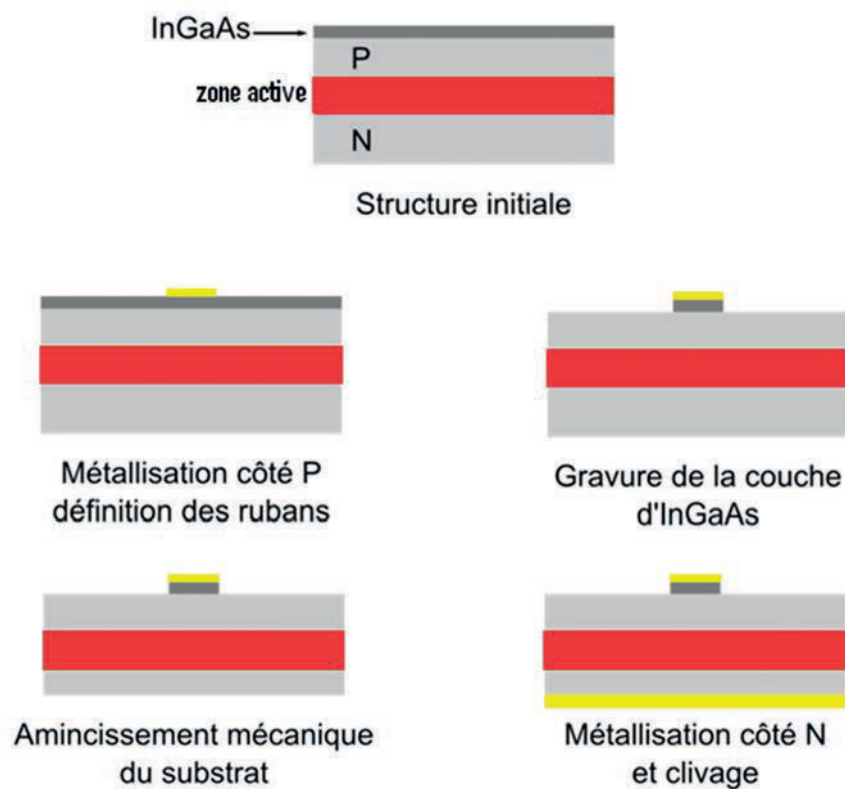 InGaAs
P
zone active
N
Structure initiale
Métallisation côté P
définition des rubans
Gravure de la couche
d'InGaAs
Amincissement mécanique
du substrat
Métallisation côté N
et clivage